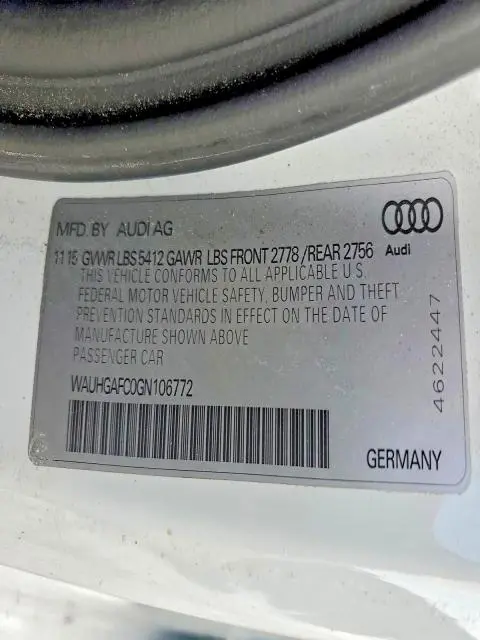 MFD. BY AUDI AG
11 15 GVWR LBS 5412 GAWR LBS FRONT 2778 /REAR 2756
Audi
THIS VEHICLE CONFORMS TO ALL APPLICABLE U.S.
FEDERAL MOTOR VEHICLE SAFETY, BUMPER AND THEFT
PREVENTION STANDARDS IN EFFECT ON THE DATE OF
MANUFACTURE SHOWN ABOVE
PASSENGER CAR
WAUHGAFC0GN106772
4622447
GERMANY